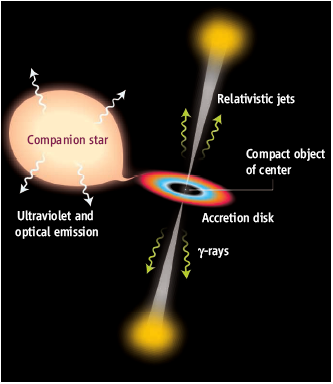 Relativistic jets
Companion star
Compact object
of center
Ultraviolet and
optical emission
Accretion disk
γ-rays